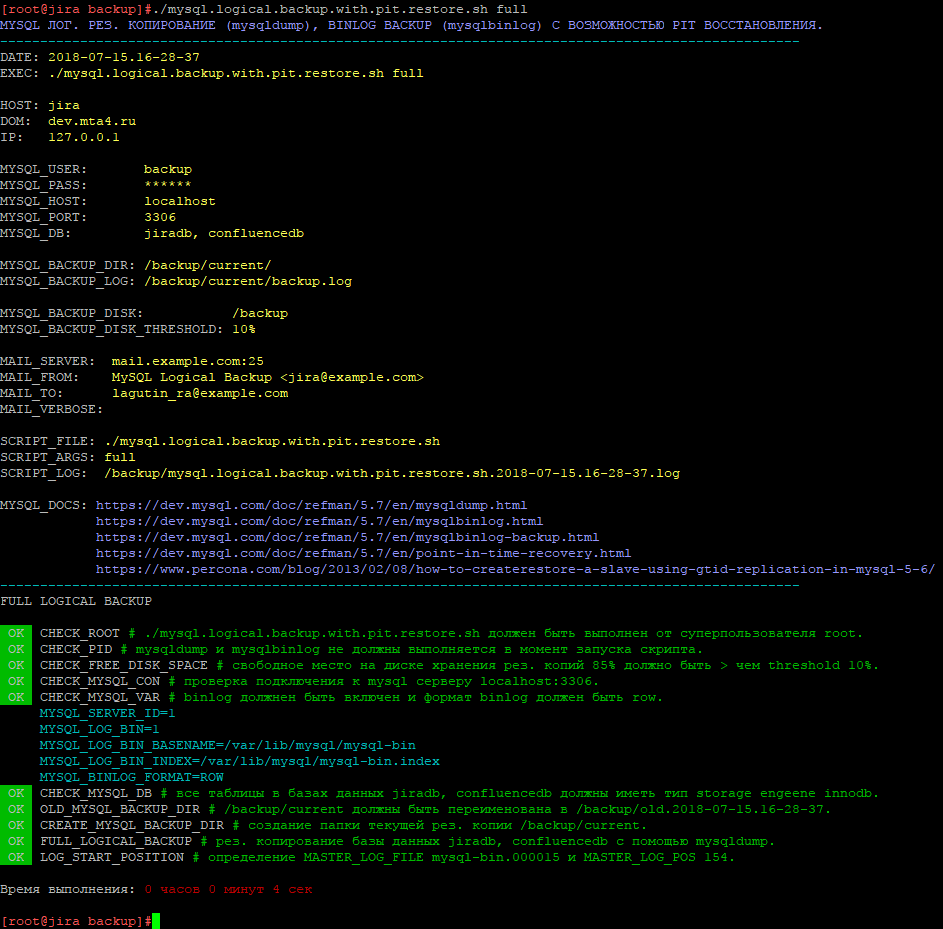 [root@jira backup]#./mysql.logical.backup.with.pit.restore.sh full
MYSQL ЛОГ. РЕЗ. КОПИРОВАНИЕ (mysqldump), BINLOG BACKUP (mysqlbinlog) С ВОЗМОЖНОСТЬЮ PIT ВОССТАНОВЛЕНИЯ.
----------------------------------------------------------------------------------------------------
DATE: 2018-07-15.16-28-37
EXEC: ./mysql.logical.backup.with.pit.restore.sh full
HOST: jira
DOM: dev.mta4.ru
IP: 127.0.0.1
MYSQL_USER: backup
MYSQL_PASS: ******
MYSQL_HOST: localhost
MYSQL_PORT: 3306
MYSQL_DB: jiradb, confluencedb
MYSQL_BACKUP_DIR: /backup/current/
MYSQL_BACKUP_LOG: /backup/current/backup.log
MYSQL_BACKUP_DISK: /backup
MYSQL_BACKUP_DISK_THRESHOLD: 10%
MAIL_SERVER: mail.example.com:25
MAIL_FROM: MySQL Logical Backup <jira@example.com>
MAIL_TO: lagutin_ra@example.com
MAIL_VERBOSE:
SCRIPT_FILE: ./mysql.logical.backup.with.pit.restore.sh
SCRIPT_ARGS: full
SCRIPT_LOG: /backup/mysql.logical.backup.with.pit.restore.sh.2018-07-15.16-28-37.log
MYSQL_DOCS: https://dev.mysql.com/doc/refman/5.7/en/mysqldump.html
https://dev.mysql.com/doc/refman/5.7/en/mysqlbinlog.html
https://dev.mysql.com/doc/refman/5.7/en/mysqlbinlog-backup.html
https://dev.mysql.com/doc/refman/5.7/en/point-in-time-recovery.html
https://www.percona.com/blog/2013/02/08/how-to-createrestore-a-slave-using-gtid-replication-in-mysql-5-6/
----------------------------------------------------------------------------------------------------
FULL LOGICAL BACKUP
OK CHECK_ROOT # ./mysql.logical.backup.with.pit.restore.sh должен быть выполнен от суперпользователя root.
OK CHECK_PID # mysqldump и mysqlbinlog не должны выполняется в момент запуска скрипта.
OK CHECK_FREE_DISK_SPACE # свободное место на диске хранения рез. копий 85% должно быть > чем threshold 10%.
OK CHECK_MYSQL_CON # проверка подключения к mysql серверу localhost:3306.
OK CHECK_MYSQL_VAR # binlog должнен быть включен и формат binlog должен быть row.
MYSQL_SERVER_ID=1
MYSQL_LOG_BIN=1
MYSQL_LOG_BIN_BASENAME=/var/lib/mysql/mysql-bin
MYSQL_LOG_BIN_INDEX=/var/lib/mysql/mysql-bin.index
MYSQL_BINLOG_FORMAT=ROW
OK CHECK_MYSQL_DB # все таблицы в базах данных jiradb, confluencedb должны иметь тип storage engeene innodb.
OK OLD_MYSQL_BACKUP_DIR # /backup/current должны быть переименована в /backup/old.2018-07-15.16-28-37.
OK CREATE_MYSQL_BACKUP_DIR # создание папки текущей рез. копии /backup/current.
OK FULL_LOGICAL_BACKUP # рез. копирование базы данных jiradb, confluencedb с помощью mysqldump.
OK LOG_START_POSITION # определение MASTER_LOG_FILE mysql-bin.000015 и MASTER_LOG_POS 154.
Время выполнения: 0 часов 0 минут 4 сек
[root@jira backup]#